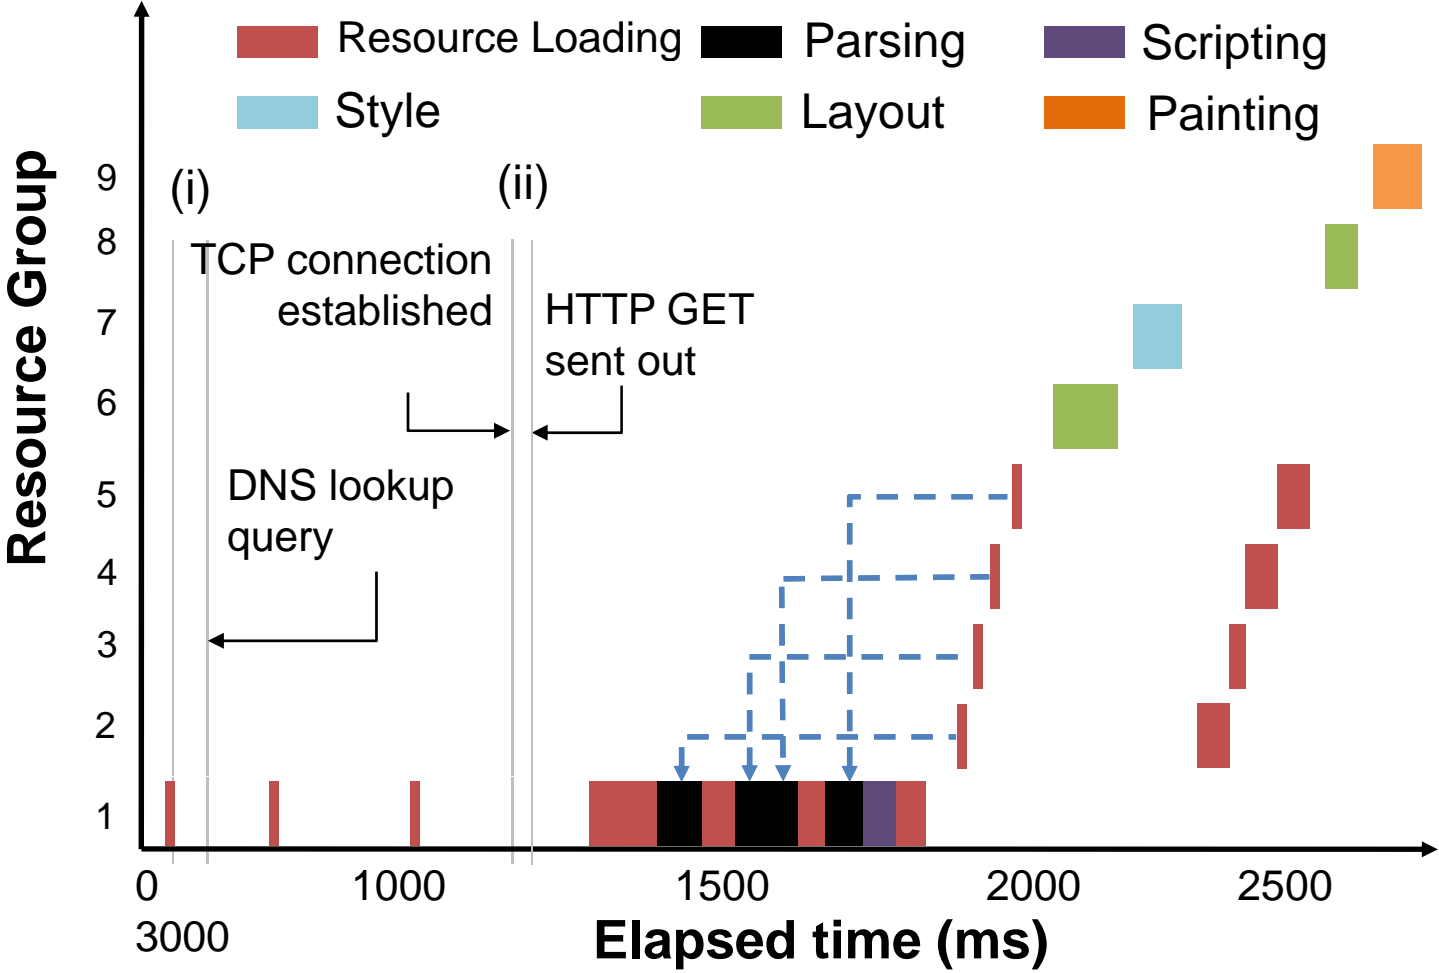 Resource Loading
Parsing
Scripting
Style
Layout
Painting
Resource Group
9
8
7
6
5
4
3
2
1
(i)
(ii)
TCP connection
established
HTTP GET
sent out
DNS lookup
query
0
1000
1500
2000
2500
3000
Elapsed time (ms)